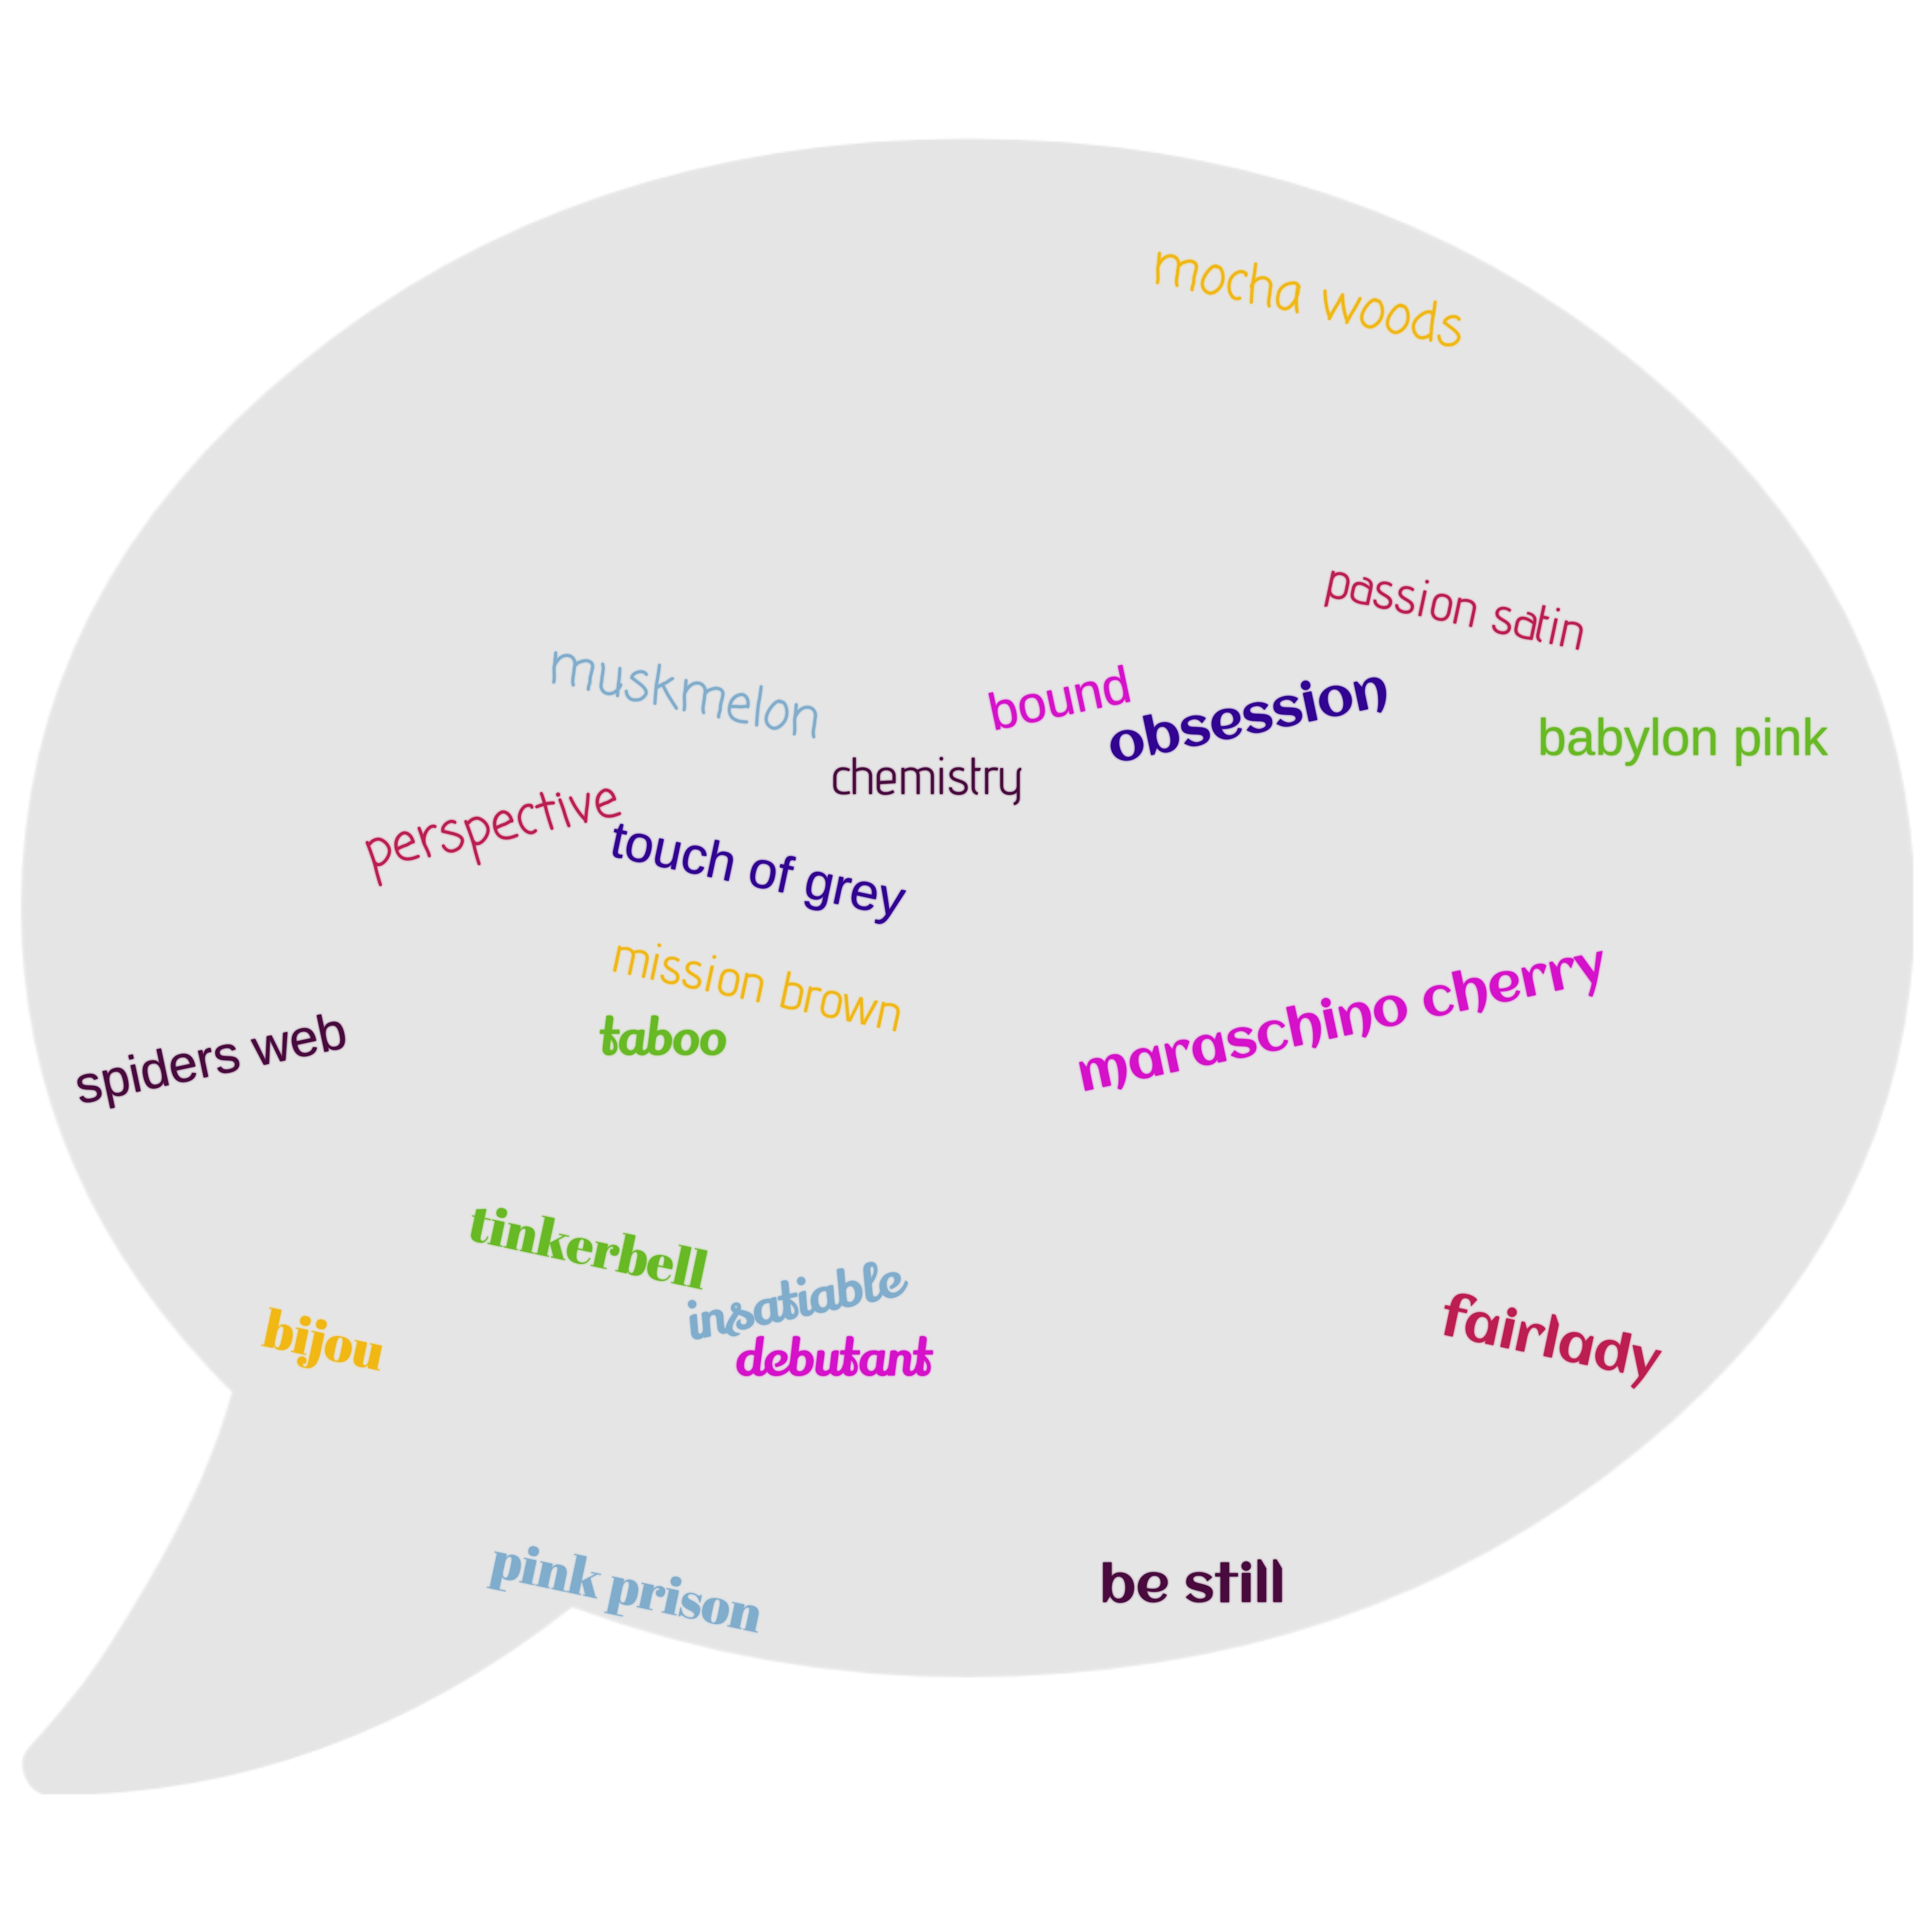 mocha woods
passion satin
muskmelon
bound
obsession
babylon pink
chemistry
perspective
touch of grey
mission brown
maraschino cherry
taboo
spiders web
tinkerbell
insatiable
bijou
fairlady
debutant
pink prison
be still